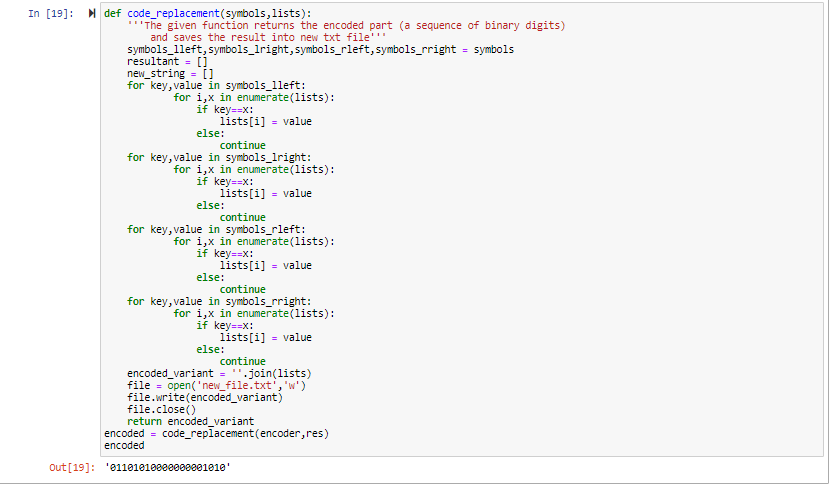 In [19]: def code_replacement(symbols,lists):
    '''The given function returns the encoded part (a sequence of binary digits)
        and saves the result into new txt file'''
    symbols_lleft,symbols_lright,symbols_rleft,symbols_rright = symbols
    resultant = []
    new_string = []
    for key,value in symbols_lleft:
            for i,x in enumerate(lists):
                if key==x:
                    lists[i] = value
                else:
                    continue
    for key,value in symbols_lright:
            for i,x in enumerate(lists):
                if key==x:
                    lists[i] = value
                else:
                    continue
    for key,value in symbols_rleft:
            for i,x in enumerate(lists):
                if key==x:
                    lists[i] = value
                else:
                    continue
    for key,value in symbols_rright:
            for i,x in enumerate(lists):
                if key==x:
                    lists[i] = value
                else:
                    continue
    encoded_variant = ''.join(lists)
    file = open('new_file.txt','w')
    file.write(encoded_variant)
    file.close()
    return encoded_variant
encoded = code_replacement(encoder,res)
encoded
Out[19]: '01101010000000001010'